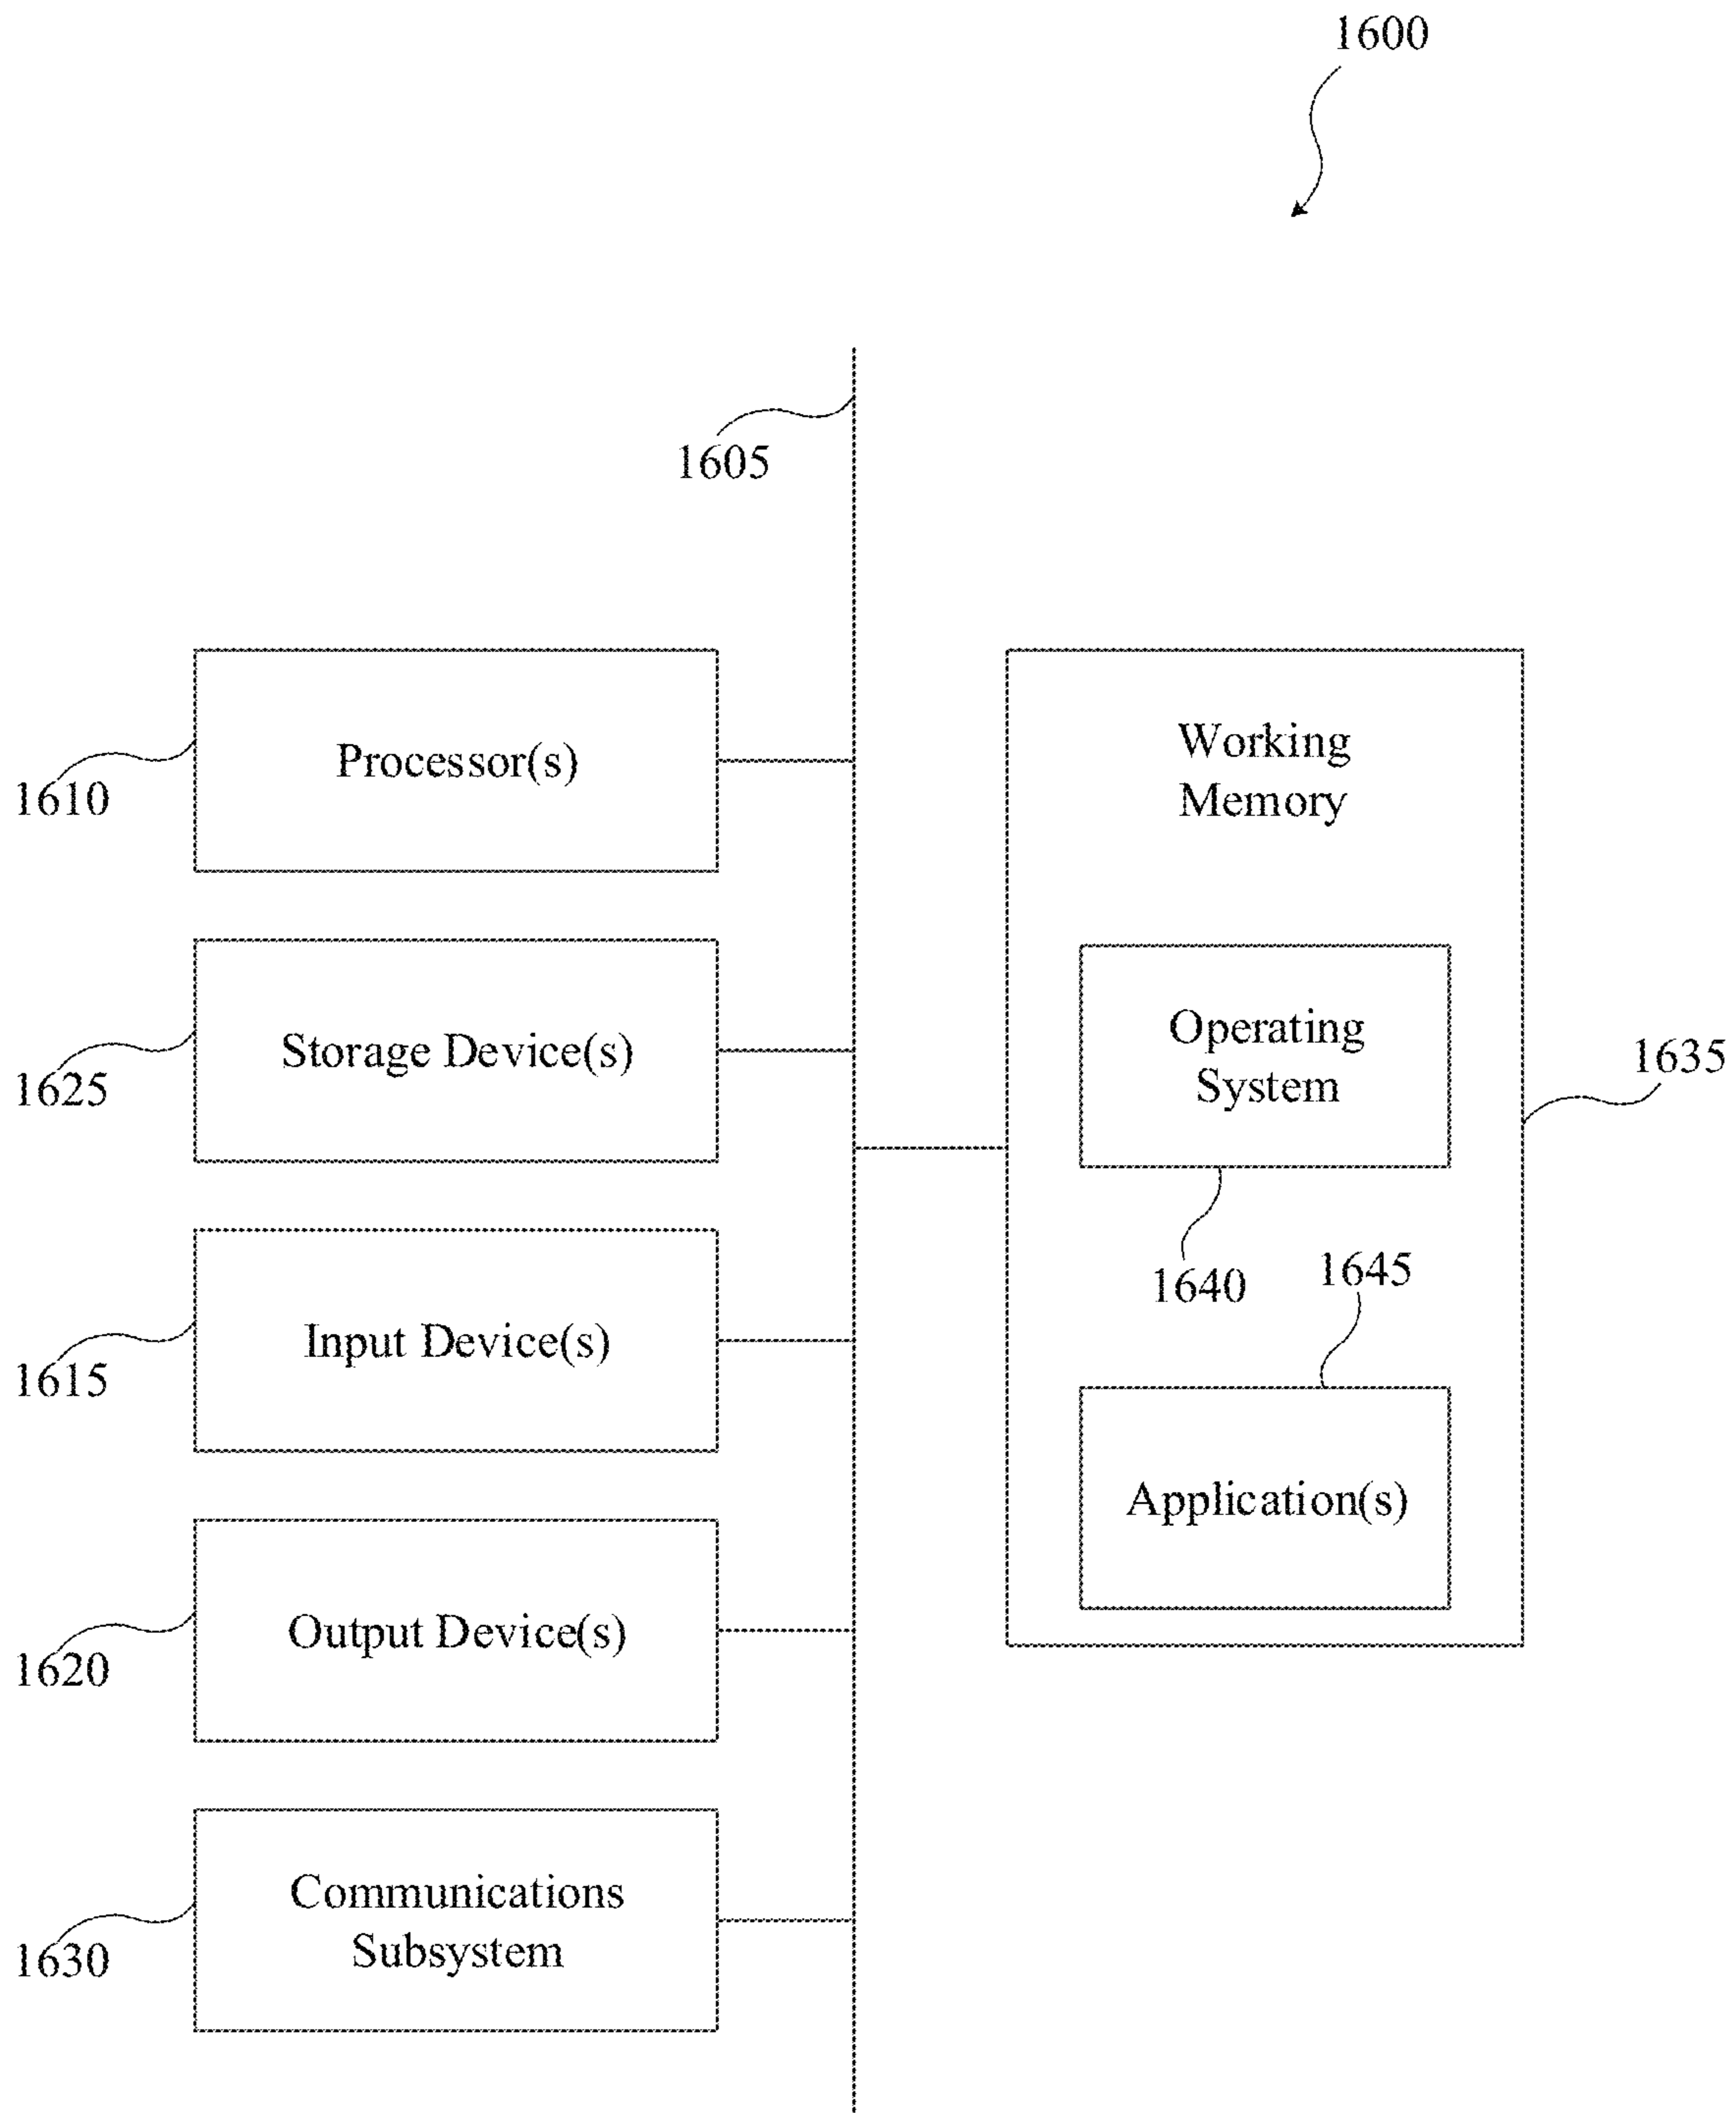 1600
1605
Processor(s)
1610
Storage Device(s)
1625
Input Device(s)
1615
Output Device(s)
1620
Communications
Subsystem
1630
Working
Memory
Operating
System
1635
1640
1645
Application(s)